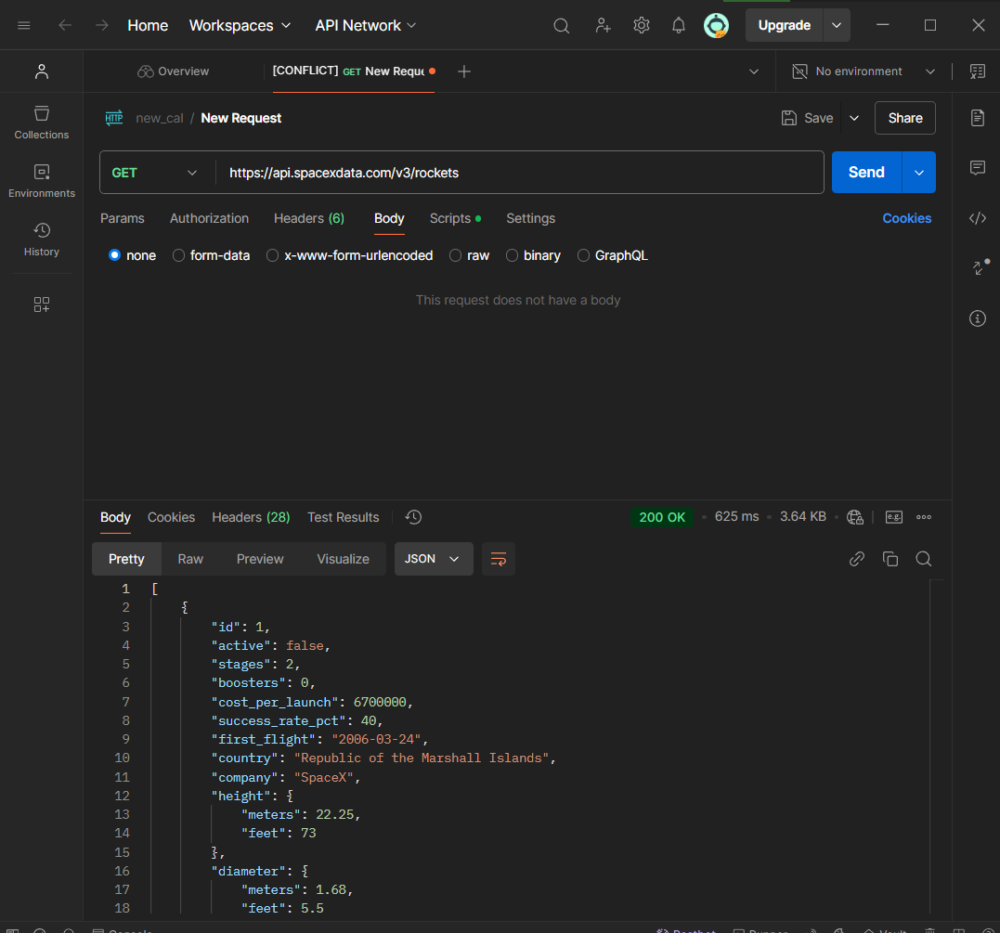 Home Workspaces API Network Upgrade
Overview [CONFLICT] GET New Reque No environment
HTTP new_cal / New Request Save Share
Collections
Environments
History
GET https://api.spacexdata.com/v3/rockets Send
Params Authorization Headers (6) Body Scripts Settings Cookies
none form-data x-www-form-urlencoded raw binary GraphQL
This request does not have a body
Body Cookies Headers (28) Test Results 200 OK 625 ms 3.64 KB e.g.
Pretty Raw Preview Visualize JSON
1 [
2 {
3 "id": 1,
4 "active": false,
5 "stages": 2,
6 "boosters": 0,
7 "cost_per_launch": 6700000,
8 "success_rate_pct": 40,
9 "first_flight": "2006-03-24",
10 "country": "Republic of the Marshall Islands",
11 "company": "SpaceX",
12 "height": {
13 "meters": 22.25,
14 "feet": 73
15 },
16 "diameter": {
17 "meters": 1.68,
18 "feet": 5.5
Console Postbot Runner Vault